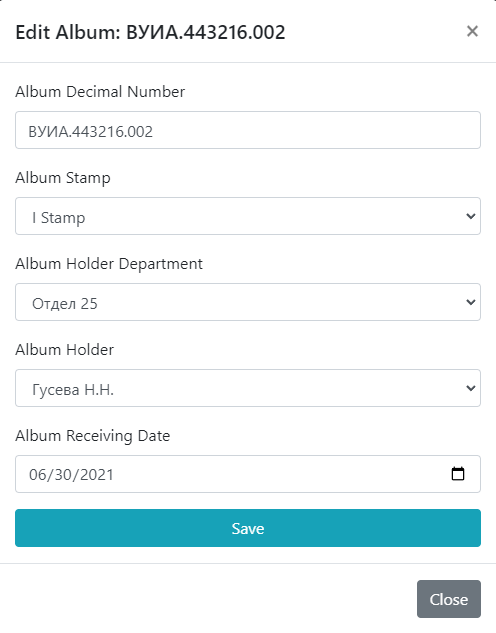 Edit Album: ВУИА.443216.002
×
Album Decimal Number
ВУИА.443216.002
Album Stamp
I Stamp
Album Holder Department
Отдел 25
Album Holder
Гусева Н.Н.
Album Receiving Date
06/30/2021
Save
Close